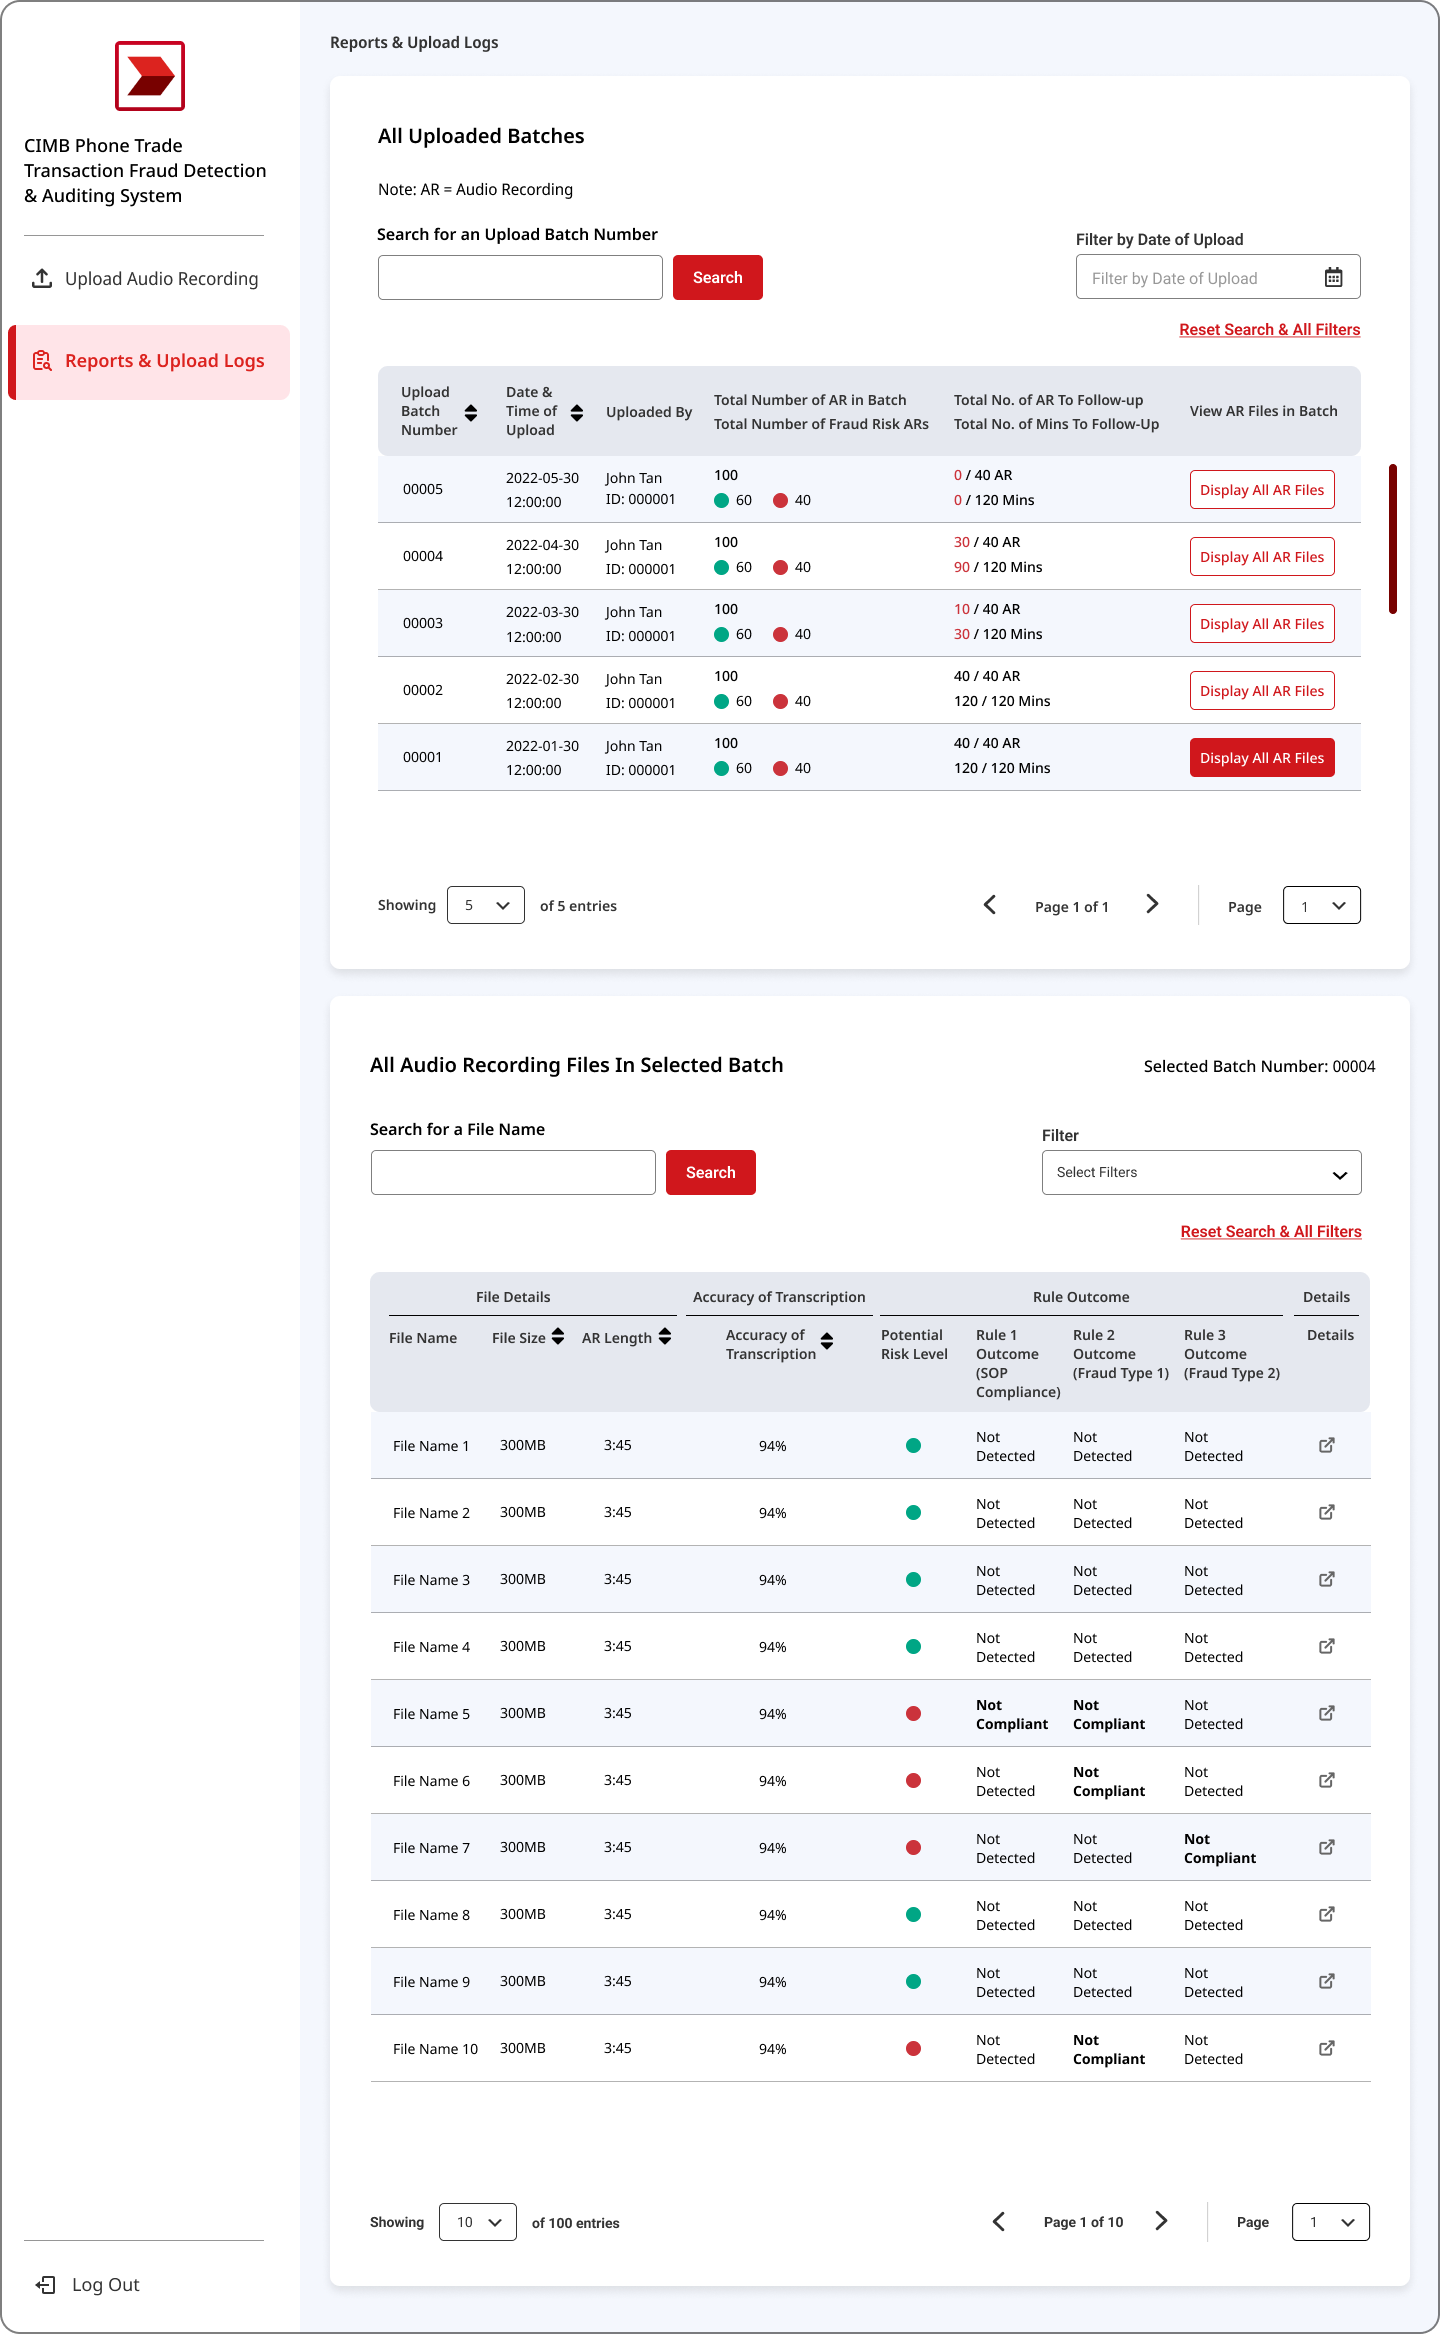 CIMB Phone Trade
Transaction Fraud Detection
& Auditing System
Upload Audio Recording
Reports & Upload Logs
Log Out
Reports & Upload Logs
All Uploaded Batches
Note: AR = Audio Recording
Search for an Upload Batch Number
Search
Filter by Date of Upload
Filter by Date of Upload
Reset Search & All Filters
Upload
Batch
Number
Date &
Time of
Upload
Uploaded By
Total Number of AR in Batch
Total Number of Fraud Risk ARs
Total No. of AR To Follow-up
Total No. of Mins To Follow-Up
View AR Files in Batch
00005
2022-05-30
12:00:00
John Tan
ID: 000001
100
60 40
0 / 40 AR
0 / 120 Mins
Display All AR Files
00004
2022-04-30
12:00:00
John Tan
ID: 000001
100
60 40
30 / 40 AR
90 / 120 Mins
Display All AR Files
00003
2022-03-30
12:00:00
John Tan
ID: 000001
100
60 40
10 / 40 AR
30 / 120 Mins
Display All AR Files
00002
2022-02-30
12:00:00
John Tan
ID: 000001
100
60 40
40 / 40 AR
120 / 120 Mins
Display All AR Files
00001
2022-01-30
12:00:00
John Tan
ID: 000001
100
60 40
40 / 40 AR
120 / 120 Mins
Display All AR Files
Showing 5 of 5 entries
Page 1 of 1
Page 1
All Audio Recording Files In Selected Batch
Selected Batch Number: 00004
Search for a File Name
Search
Filter
Select Filters
Reset Search & All Filters
File Details
Accuracy of Transcription
Rule Outcome
Details
File Name
File Size
AR Length
Accuracy of
Transcription
Potential
Risk Level
Rule 1
Outcome
(SOP
Compliance)
Rule 2
Outcome
(Fraud Type 1)
Rule 3
Outcome
(Fraud Type 2)
Details
File Name 1 300MB 3:45 94%
Not Not Not
Detected Detected Detected
File Name 2 300MB 3:45 94%
Not Not Not
Detected Detected Detected
File Name 3 300MB 3:45 94%
Not Not Not
Detected Detected Detected
File Name 4 300MB 3:45 94%
Not Not Not
Detected Detected Detected
File Name 5 300MB 3:45 94%
Not Not Not
Compliant Compliant Detected
File Name 6 300MB 3:45 94%
Not Not Not
Detected Compliant Detected
File Name 7 300MB 3:45 94%
Not Not Not
Detected Detected Compliant
File Name 8 300MB 3:45 94%
Not Not Not
Detected Detected Detected
File Name 9 300MB 3:45 94%
Not Not Not
Detected Detected Detected
File Name 10 300MB 3:45 94%
Not Not Not
Detected Compliant Detected
Showing 10 of 100 entries
Page 1 of 10
Page 1